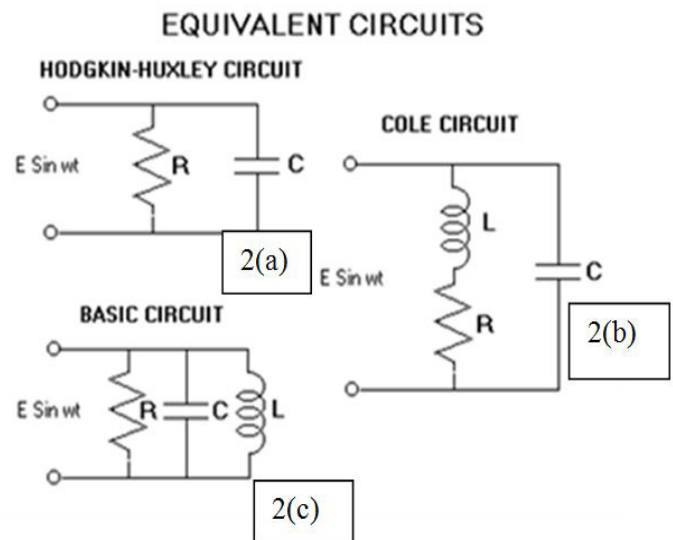 EQUIVALENT CIRCUITS
HODGKIN-HUXLEY CIRCUIT
E Sin wt
R
C
2(a)
COLE CIRCUIT
E Sin wt
L
R
C
2(b)
BASIC CIRCUIT
E Sin wt
R
C
L
2(c)